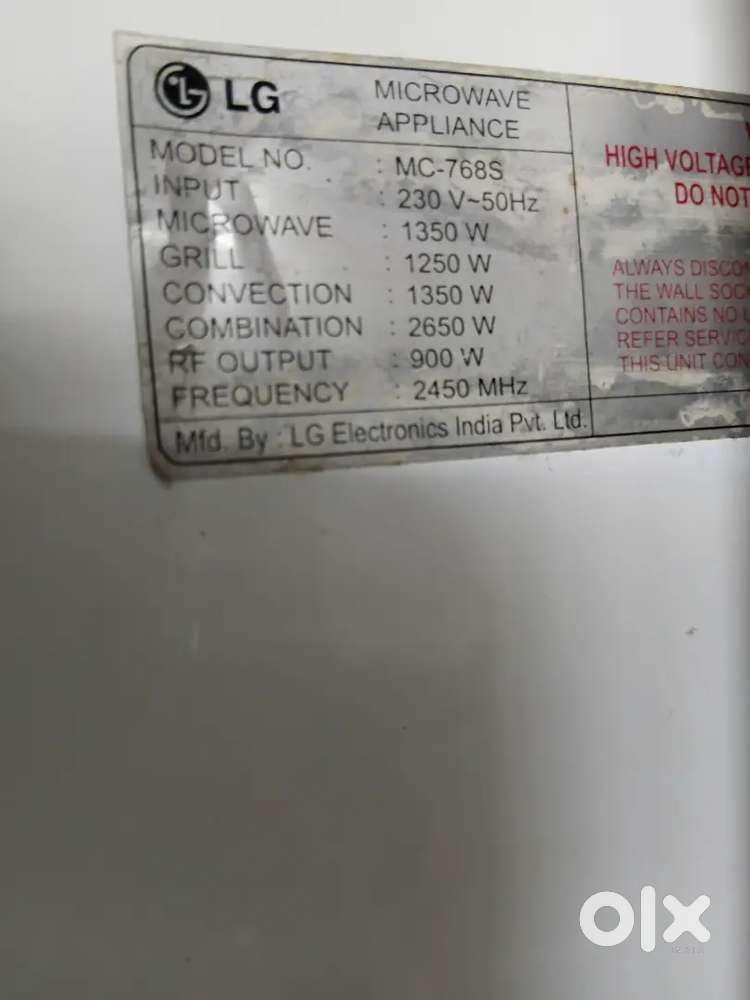 LG
MICROWAVE
APPLIANCE
MODEL NO. : MC-768S
INPUT : 230 V~50Hz
MICROWAVE : 1350 W
GRILL : 1250 W
CONVECTION : 1350 W
COMBINATION : 2650 W
RF OUTPUT : 900 W
FREQUENCY : 2450 MHz
Mfd. By : LG Electronics India Pvt. Ltd.
HIGH VOLTAGE
DO NOT
ALWAYS DISCO
THE WALL SOC
CONTAINS NO
REFER SERVIC
THIS UNIT CON
olx